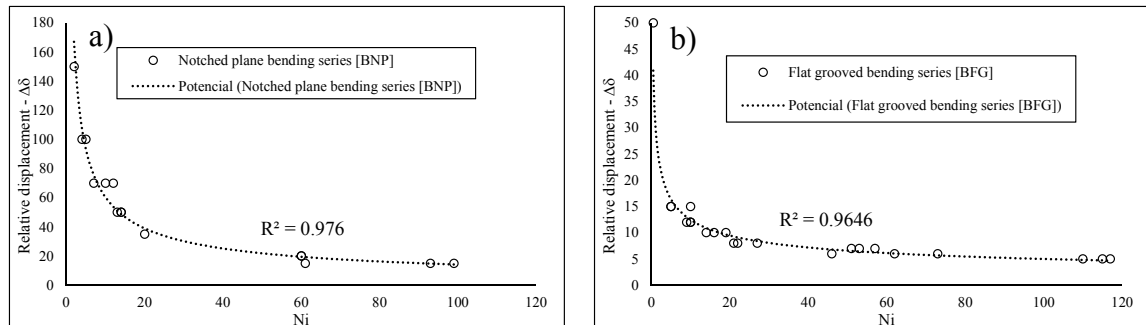 a)
Notched plane bending series [BNP]
Potencial (Notched plane bending series [BNP])
R² = 0.976
Relative displacement - Δδ
180
160
140
120
100
80
60
40
20
0
0 20 40 60 80 100 120
Ni
b)
Flat grooved bending series [BFG]
Potencial (Flat grooved bending series [BFG])
R² = 0.9646
Relative displacement - Δδ
50
45
40
35
30
25
20
15
10
5
0
0 20 40 60 80 100 120
Ni